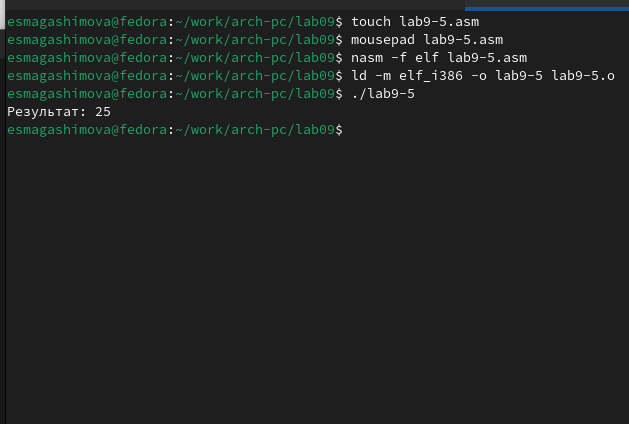 esmagashimova@fedora:~/work/arch-pc/lab09$ touch lab9-5.asm
esmagashimova@fedora:~/work/arch-pc/lab09$ mousepad lab9-5.asm
esmagashimova@fedora:~/work/arch-pc/lab09$ nasm -f elf lab9-5.asm
esmagashimova@fedora:~/work/arch-pc/lab09$ ld -m elf_i386 -o lab9-5 lab9-5.o
esmagashimova@fedora:~/work/arch-pc/lab09$ ./lab9-5
Результат: 25
esmagashimova@fedora:~/work/arch-pc/lab09$